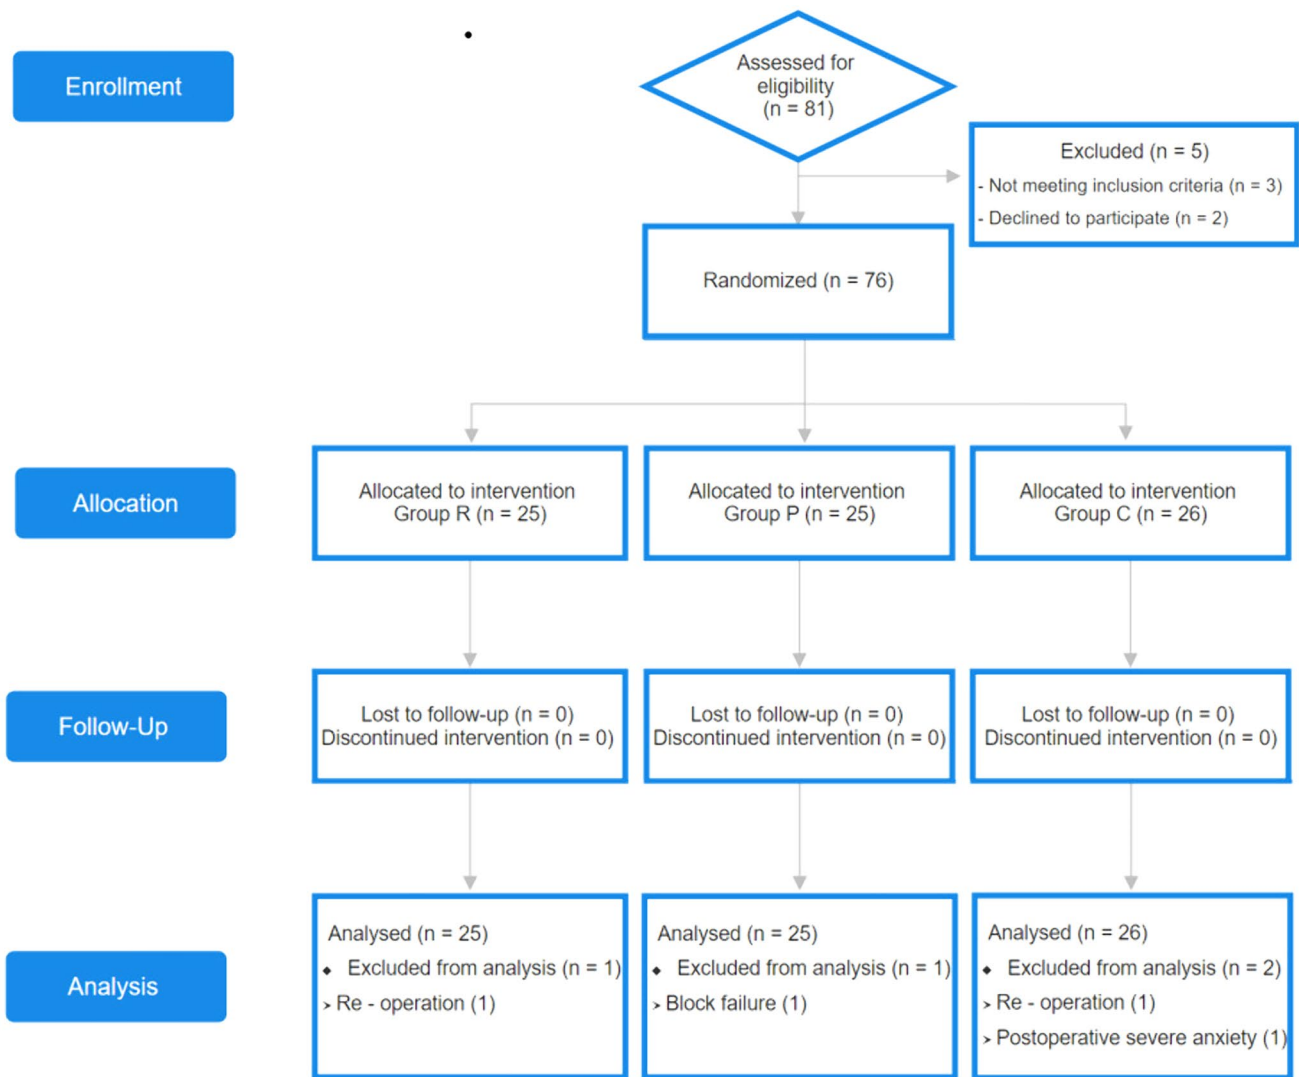 Enrollment
Assessed for
eligibility
(n = 81)
Excluded (n = 5)
- Not meeting inclusion criteria (n = 3)
- Declined to participate (n = 2)
Randomized (n = 76)
Allocation
Allocated to intervention
Group R (n = 25)
Allocated to intervention
Group P (n = 25)
Allocated to intervention
Group C (n = 26)
Follow-Up
Lost to follow-up (n = 0)
Discontinued intervention (n = 0)
Lost to follow-up (n = 0)
Discontinued intervention (n = 0)
Lost to follow-up (n = 0)
Discontinued intervention (n = 0)
Analysis
Analysed (n = 25)
◆ Excluded from analysis (n = 1)
➢ Re - operation (1)
Analysed (n = 25)
◆ Excluded from analysis (n = 1)
➢ Block failure (1)
Analysed (n = 26)
◆ Excluded from analysis (n = 2)
➢ Re - operation (1)
➢ Postoperative severe anxiety (1)